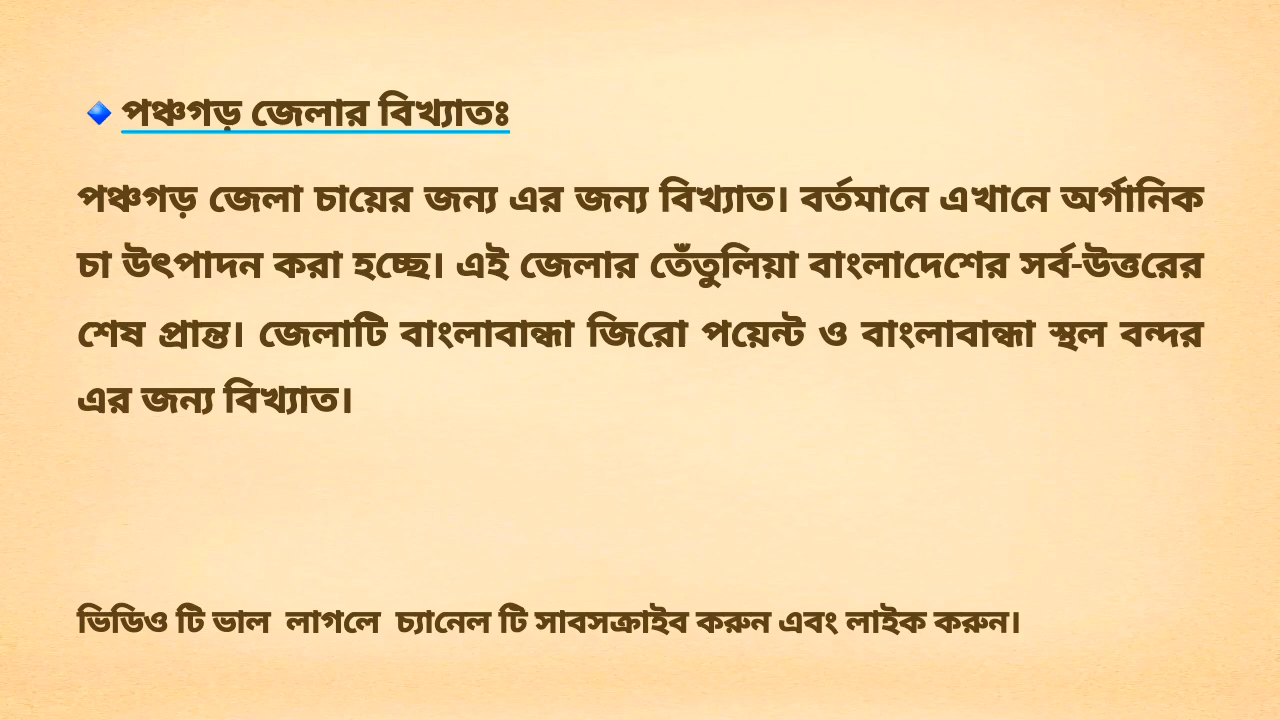 পঞ্চগড় জেলার বিখ্যাতঃ
পঞ্চগড় জেলা চায়ের জন্য এর জন্য বিখ্যাত। বর্তমানে এখানে অর্গানিক
চা উৎপাদন করা হচ্ছে। এই জেলার তেঁতুলিয়া বাংলাদেশের সর্ব-উত্তরের
শেষ প্রান্ত। জেলাটি বাংলাবান্ধা জিরো পয়েন্ট ও বাংলাবান্ধা স্থল বন্দর
এর জন্য বিখ্যাত।
ভিডিও টি ভাল লাগলে চ্যানেল টি সাবসক্রাইব করুন এবং লাইক করুন।